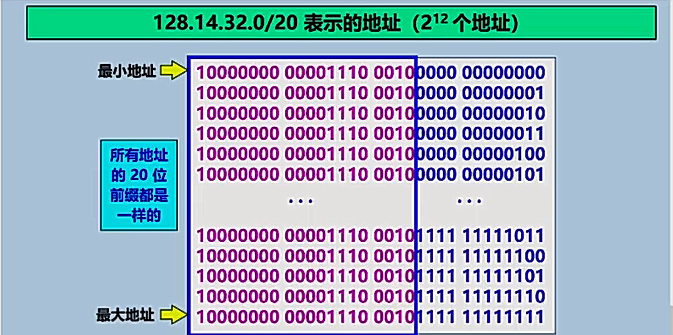 128.14.32.0/20 表示的地址（2¹² 个地址）
最小地址
10000000 00001110 00100000 00000000
10000000 00001110 00100000 00000001
10000000 00001110 00100000 00000010
10000000 00001110 00100000 00000011
10000000 00001110 00100000 00000100
10000000 00001110 00100000 00000101
所有地址
的 20 位
前缀都是
一样的
... ...
10000000 00001110 00101111 11111011
10000000 00001110 00101111 11111100
10000000 00001110 00101111 11111101
10000000 00001110 00101111 11111110
最大地址
10000000 00001110 00101111 11111111